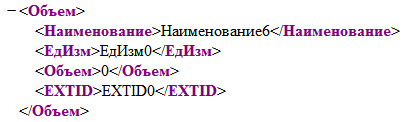 −<Объем>
<Наименование>Наименование6</Наименование>
<ЕдИзм>ЕдИзм0</ЕдИзм>
<Объем>0</Объем>
<EXTID>EXTID0</EXTID>
</Объем>